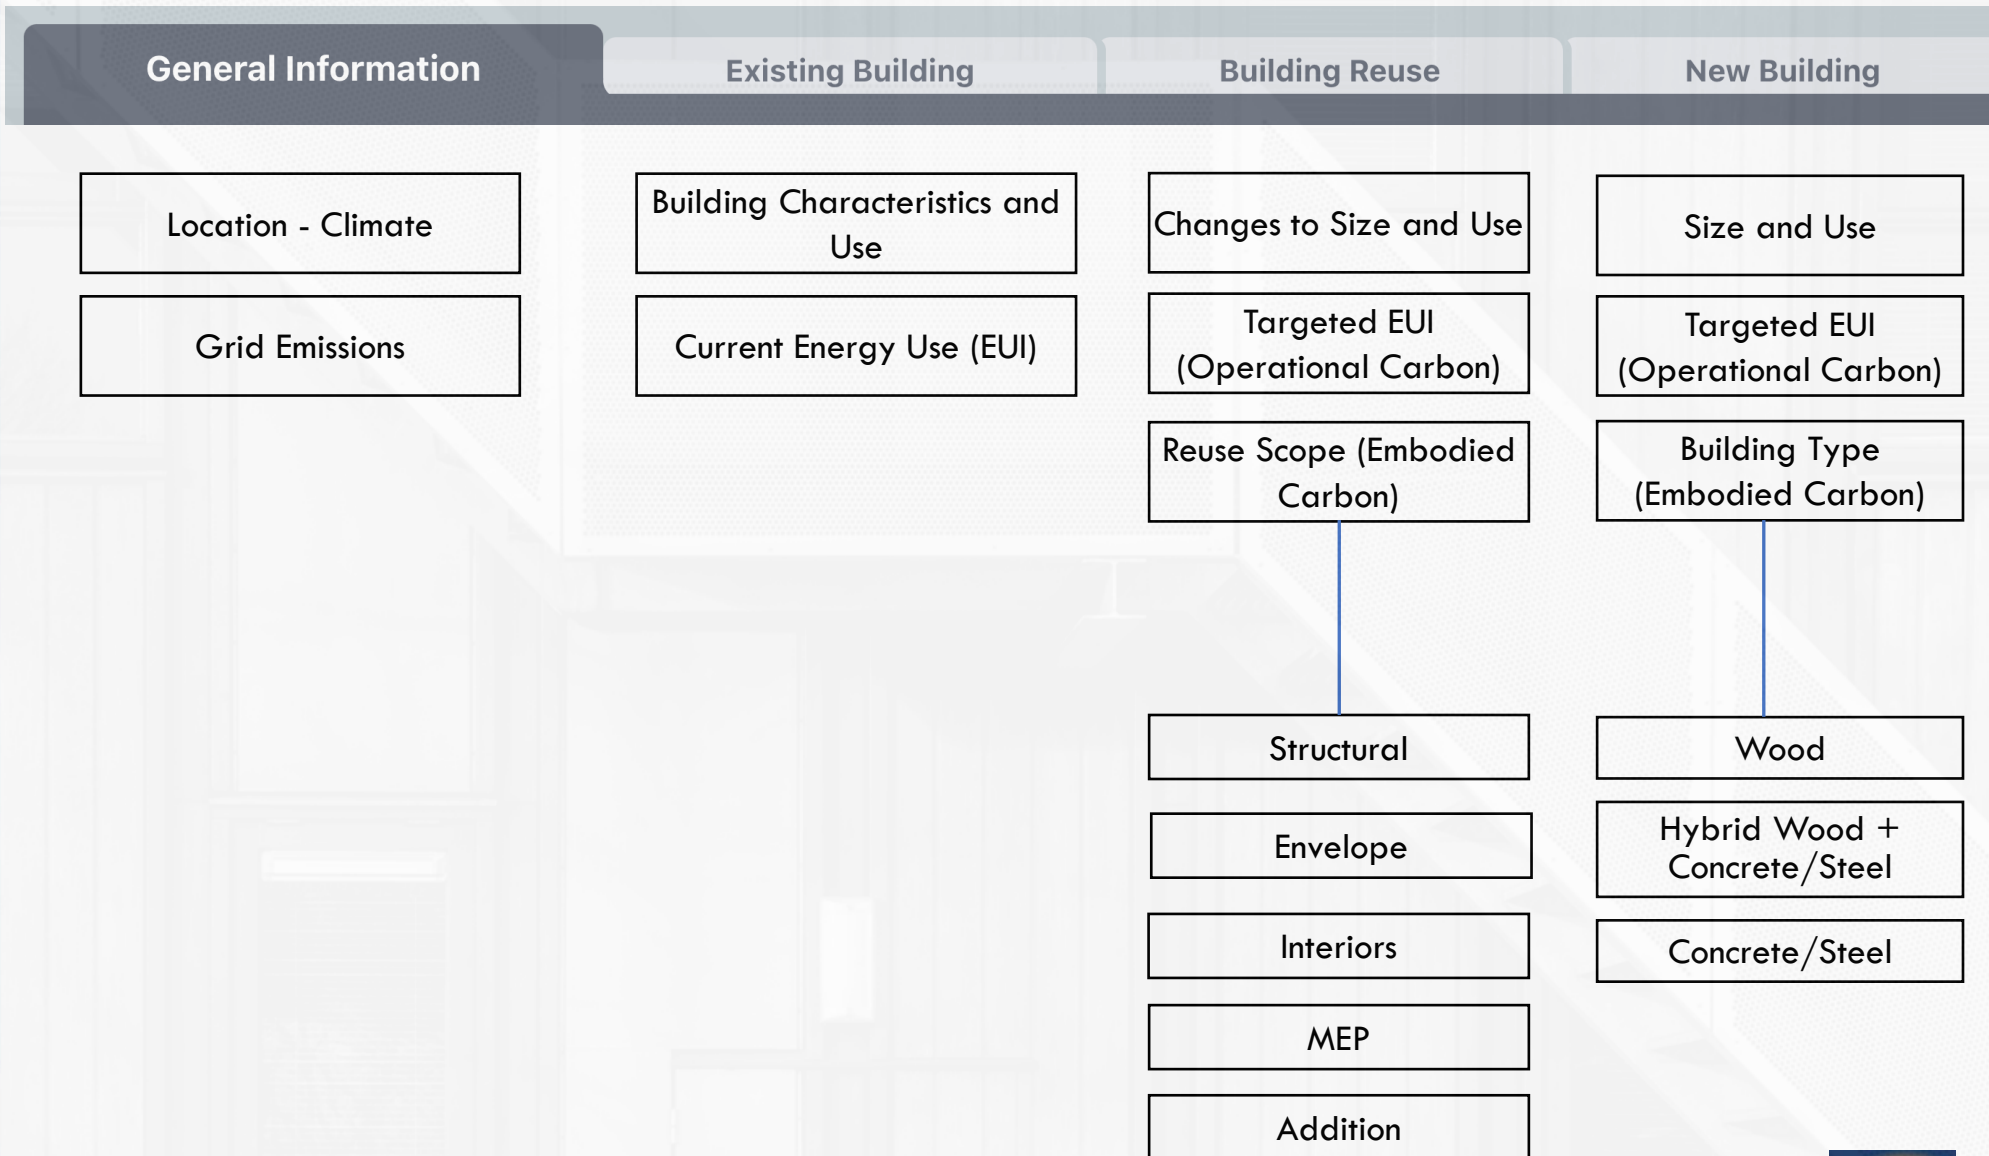 General Information
Existing Building
Building Reuse
New Building
Location - Climate
Grid Emissions
Building Characteristics and
Use
Current Energy Use (EUI)
Changes to Size and Use
Targeted EUI
(Operational Carbon)
Reuse Scope (Embodied
Carbon)
Structural
Envelope
Interiors
MEP
Addition
Size and Use
Targeted EUI
(Operational Carbon)
Building Type
(Embodied Carbon)
Wood
Hybrid Wood +
Concrete/Steel
Concrete/Steel